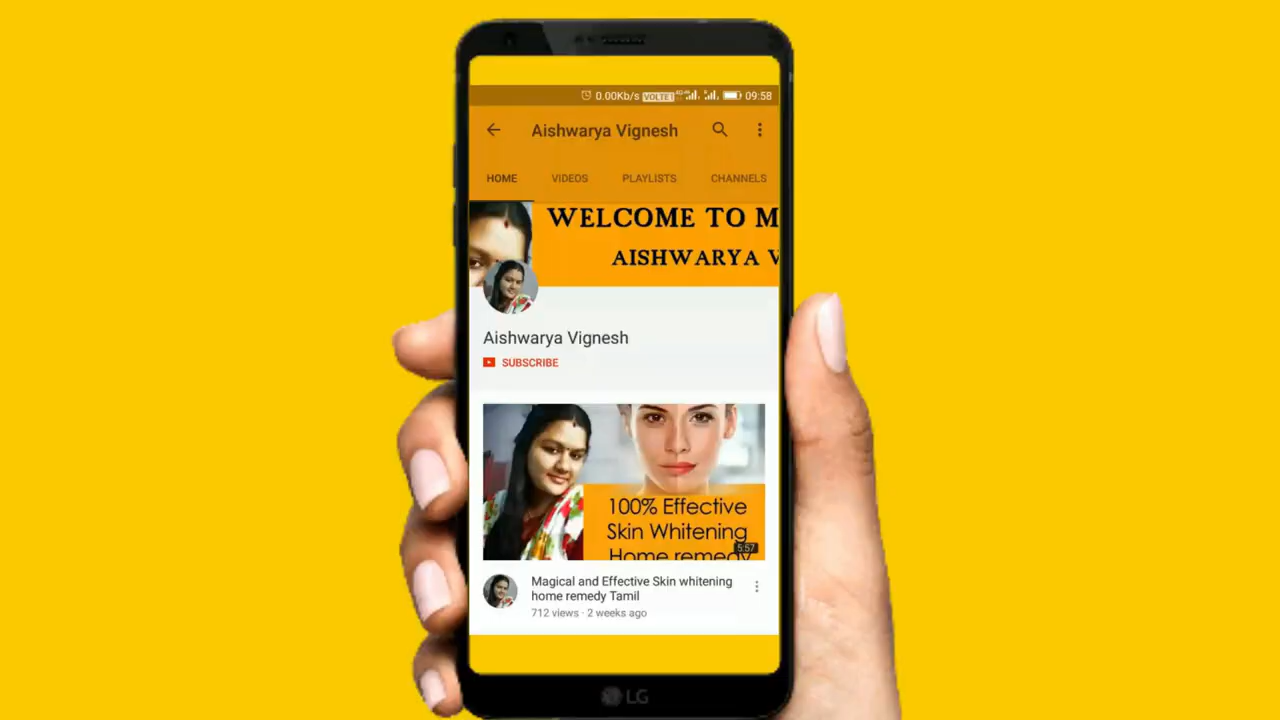 0.00Kb/s VOLTE1 4G 09:58
Aishwarya Vignesh
HOME VIDEOS PLAYLISTS CHANNELS
WELCOME TO M
AISHWARYA V
Aishwarya Vignesh
SUBSCRIBE
100% Effective
Skin Whitening
Home remedy
5:57
Magical and Effective Skin whitening
home remedy Tamil
712 views · 2 weeks ago
LG